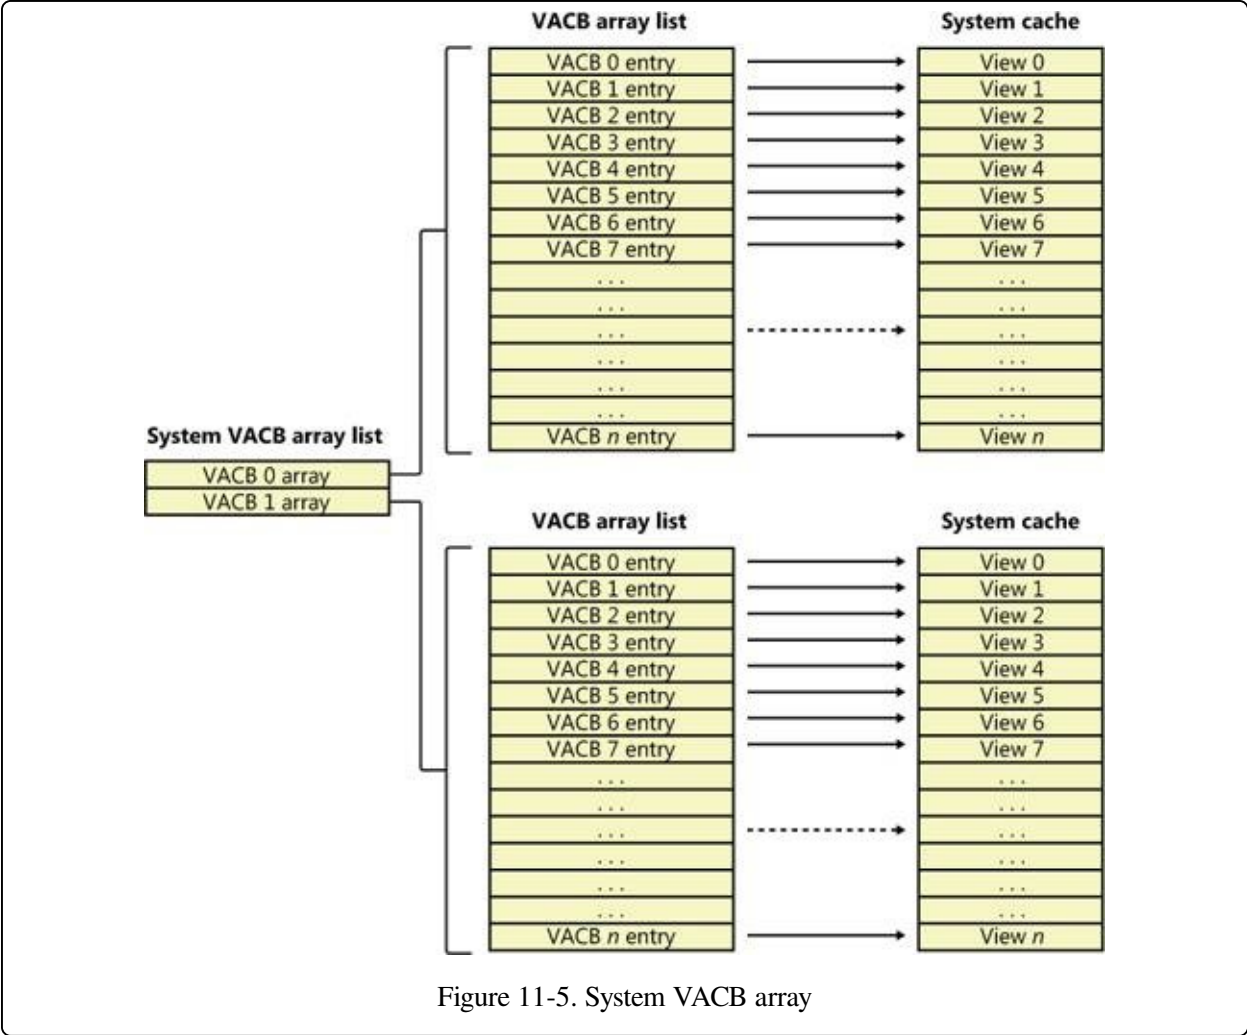 VACB array list System cache
VACB 0 entry View 0
VACB 1 entry View 1
VACB 2 entry View 2
VACB 3 entry View 3
VACB 4 entry View 4
VACB 5 entry View 5
VACB 6 entry View 6
VACB 7 entry View 7
. . . . . .
. . . . . .
. . . . . .
. . . . . .
. . . . . .
. . . . . .
VACB n entry View n
System VACB array list
VACB 0 array
VACB 1 array
VACB array list System cache
VACB 0 entry View 0
VACB 1 entry View 1
VACB 2 entry View 2
VACB 3 entry View 3
VACB 4 entry View 4
VACB 5 entry View 5
VACB 6 entry View 6
VACB 7 entry View 7
. . . . . .
. . . . . .
. . . . . .
. . . . . .
. . . . . .
. . . . . .
VACB n entry View n
Figure 11-5. System VACB array